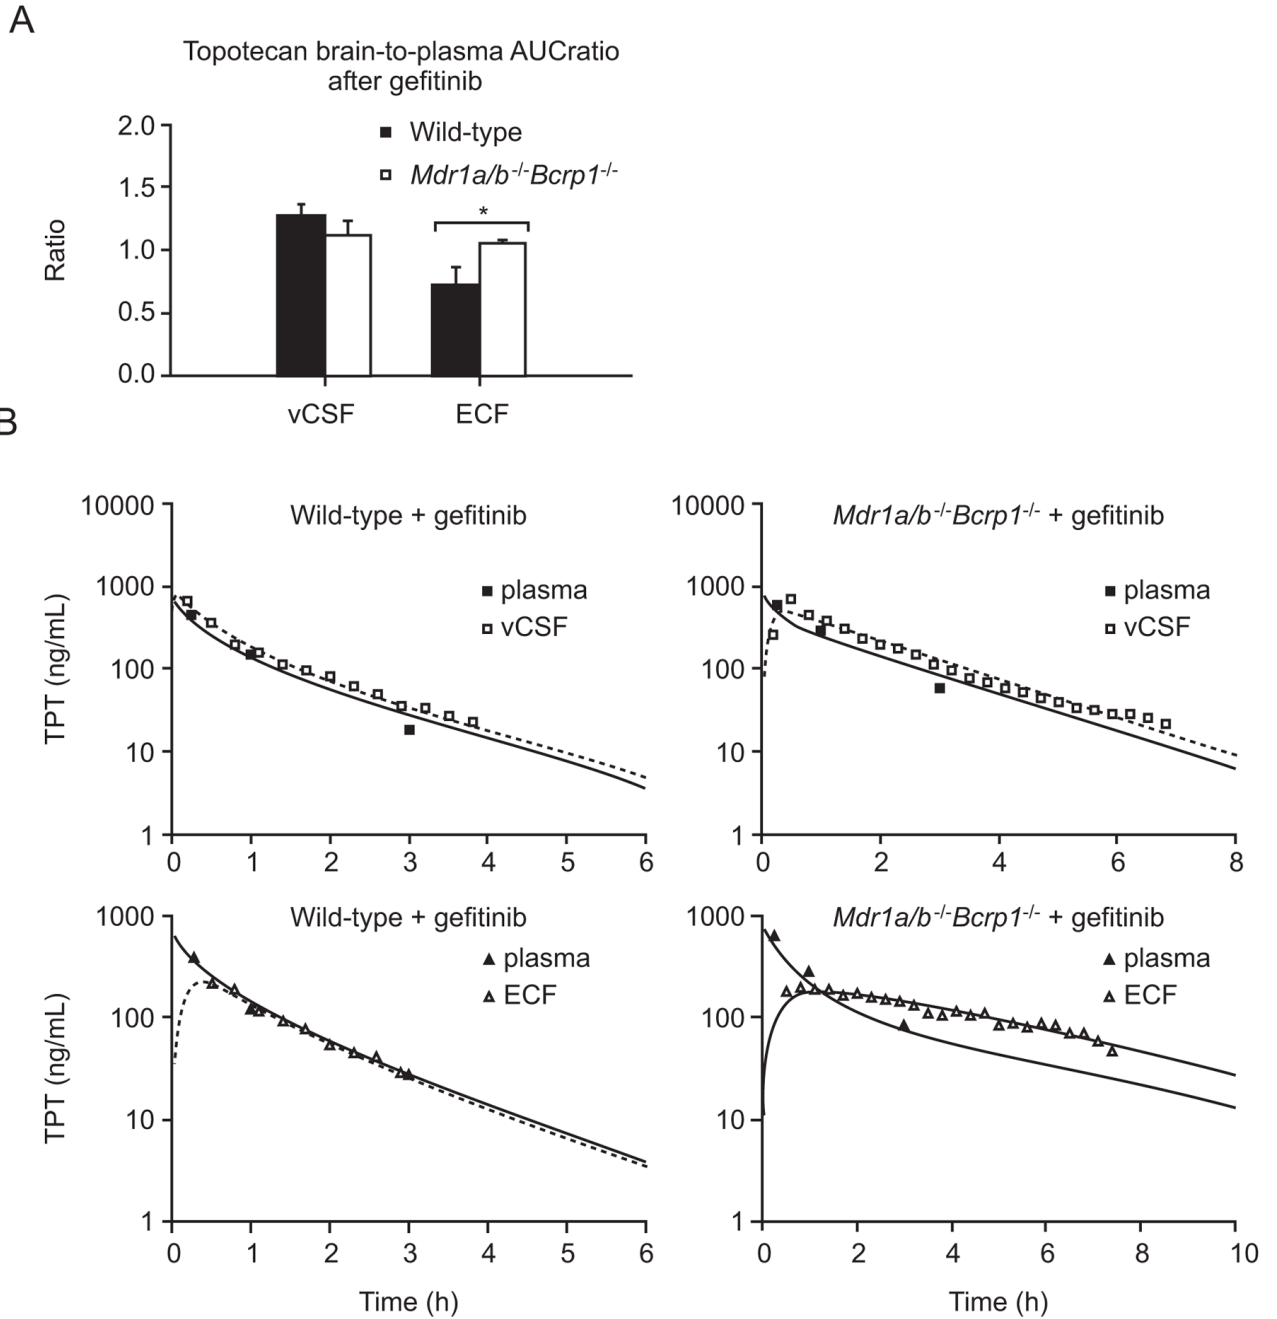 A
Topotecan brain-to-plasma AUCratio
after gefitinib
2.0
1.5
1.0
0.5
0.0
Ratio
Wild-type
Mdr1a/b-/-Bcrp1-/-
*
vCSF
ECF
B
Wild-type + gefitinib
10000
1000
100
10
1
TPT (ng/mL)
plasma
vCSF
0 1 2 3 4 5 6
Mdr1a/b-/-Bcrp1-/- + gefitinib
10000
1000
100
10
1
plasma
vCSF
0 2 4 6 8
Wild-type + gefitinib
1000
100
10
1
TPT (ng/mL)
plasma
ECF
0 1 2 3 4 5 6
Time (h)
Mdr1a/b-/-Bcrp1-/- + gefitinib
1000
100
10
1
plasma
ECF
0 2 4 6 8 10
Time (h)